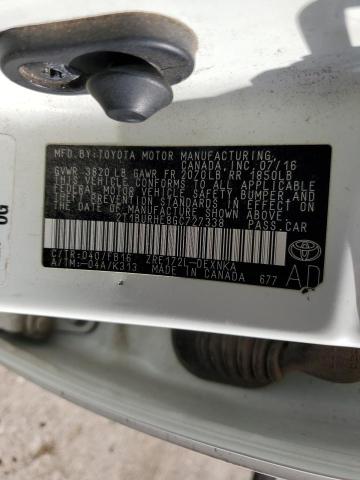 MFD.BY:TOYOTA MOTOR MANUFACTURING,
CANADA, INC. 07/16
GVWR 3820 LB GAWR FR 2070LB RR 1850LB
THIS VEHICLE CONFORMS TO ALL APPLICABLE
FEDERAL MOTOR VEHICLE SAFETY, BUMPER, AND
THEFT PREVENTION STANDARDS IN EFFECT ON
THE DATE OF MANUFACTURE SHOWN ABOVE.
2T1BURHE8GC727338 PASS.CAR
C/TR: 040/FB16 ZRE172L-DEXNKA
A/TM: -04A/K313 MADE IN CANADA 677
AD
TOYOTA